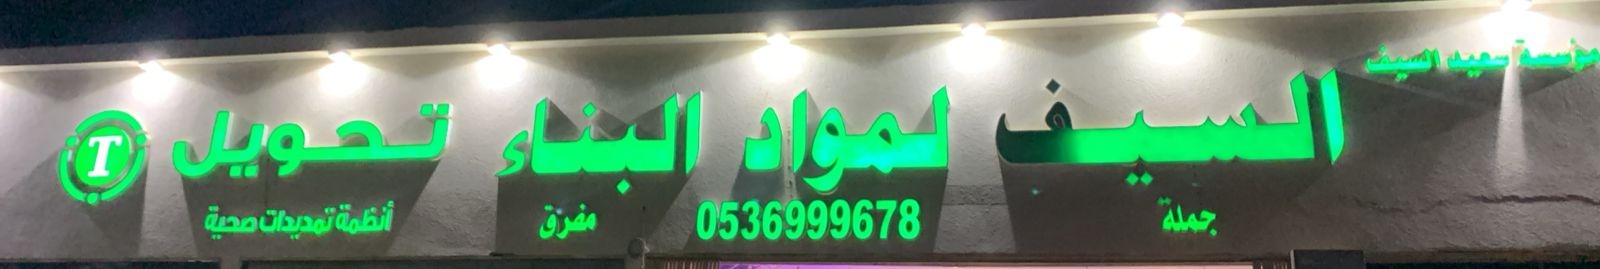 مؤسسة سعيد السيف
السيف لمواد البناء تحويل
T
جملة 0536999678 مفرق أنظمة تمديدات صحية